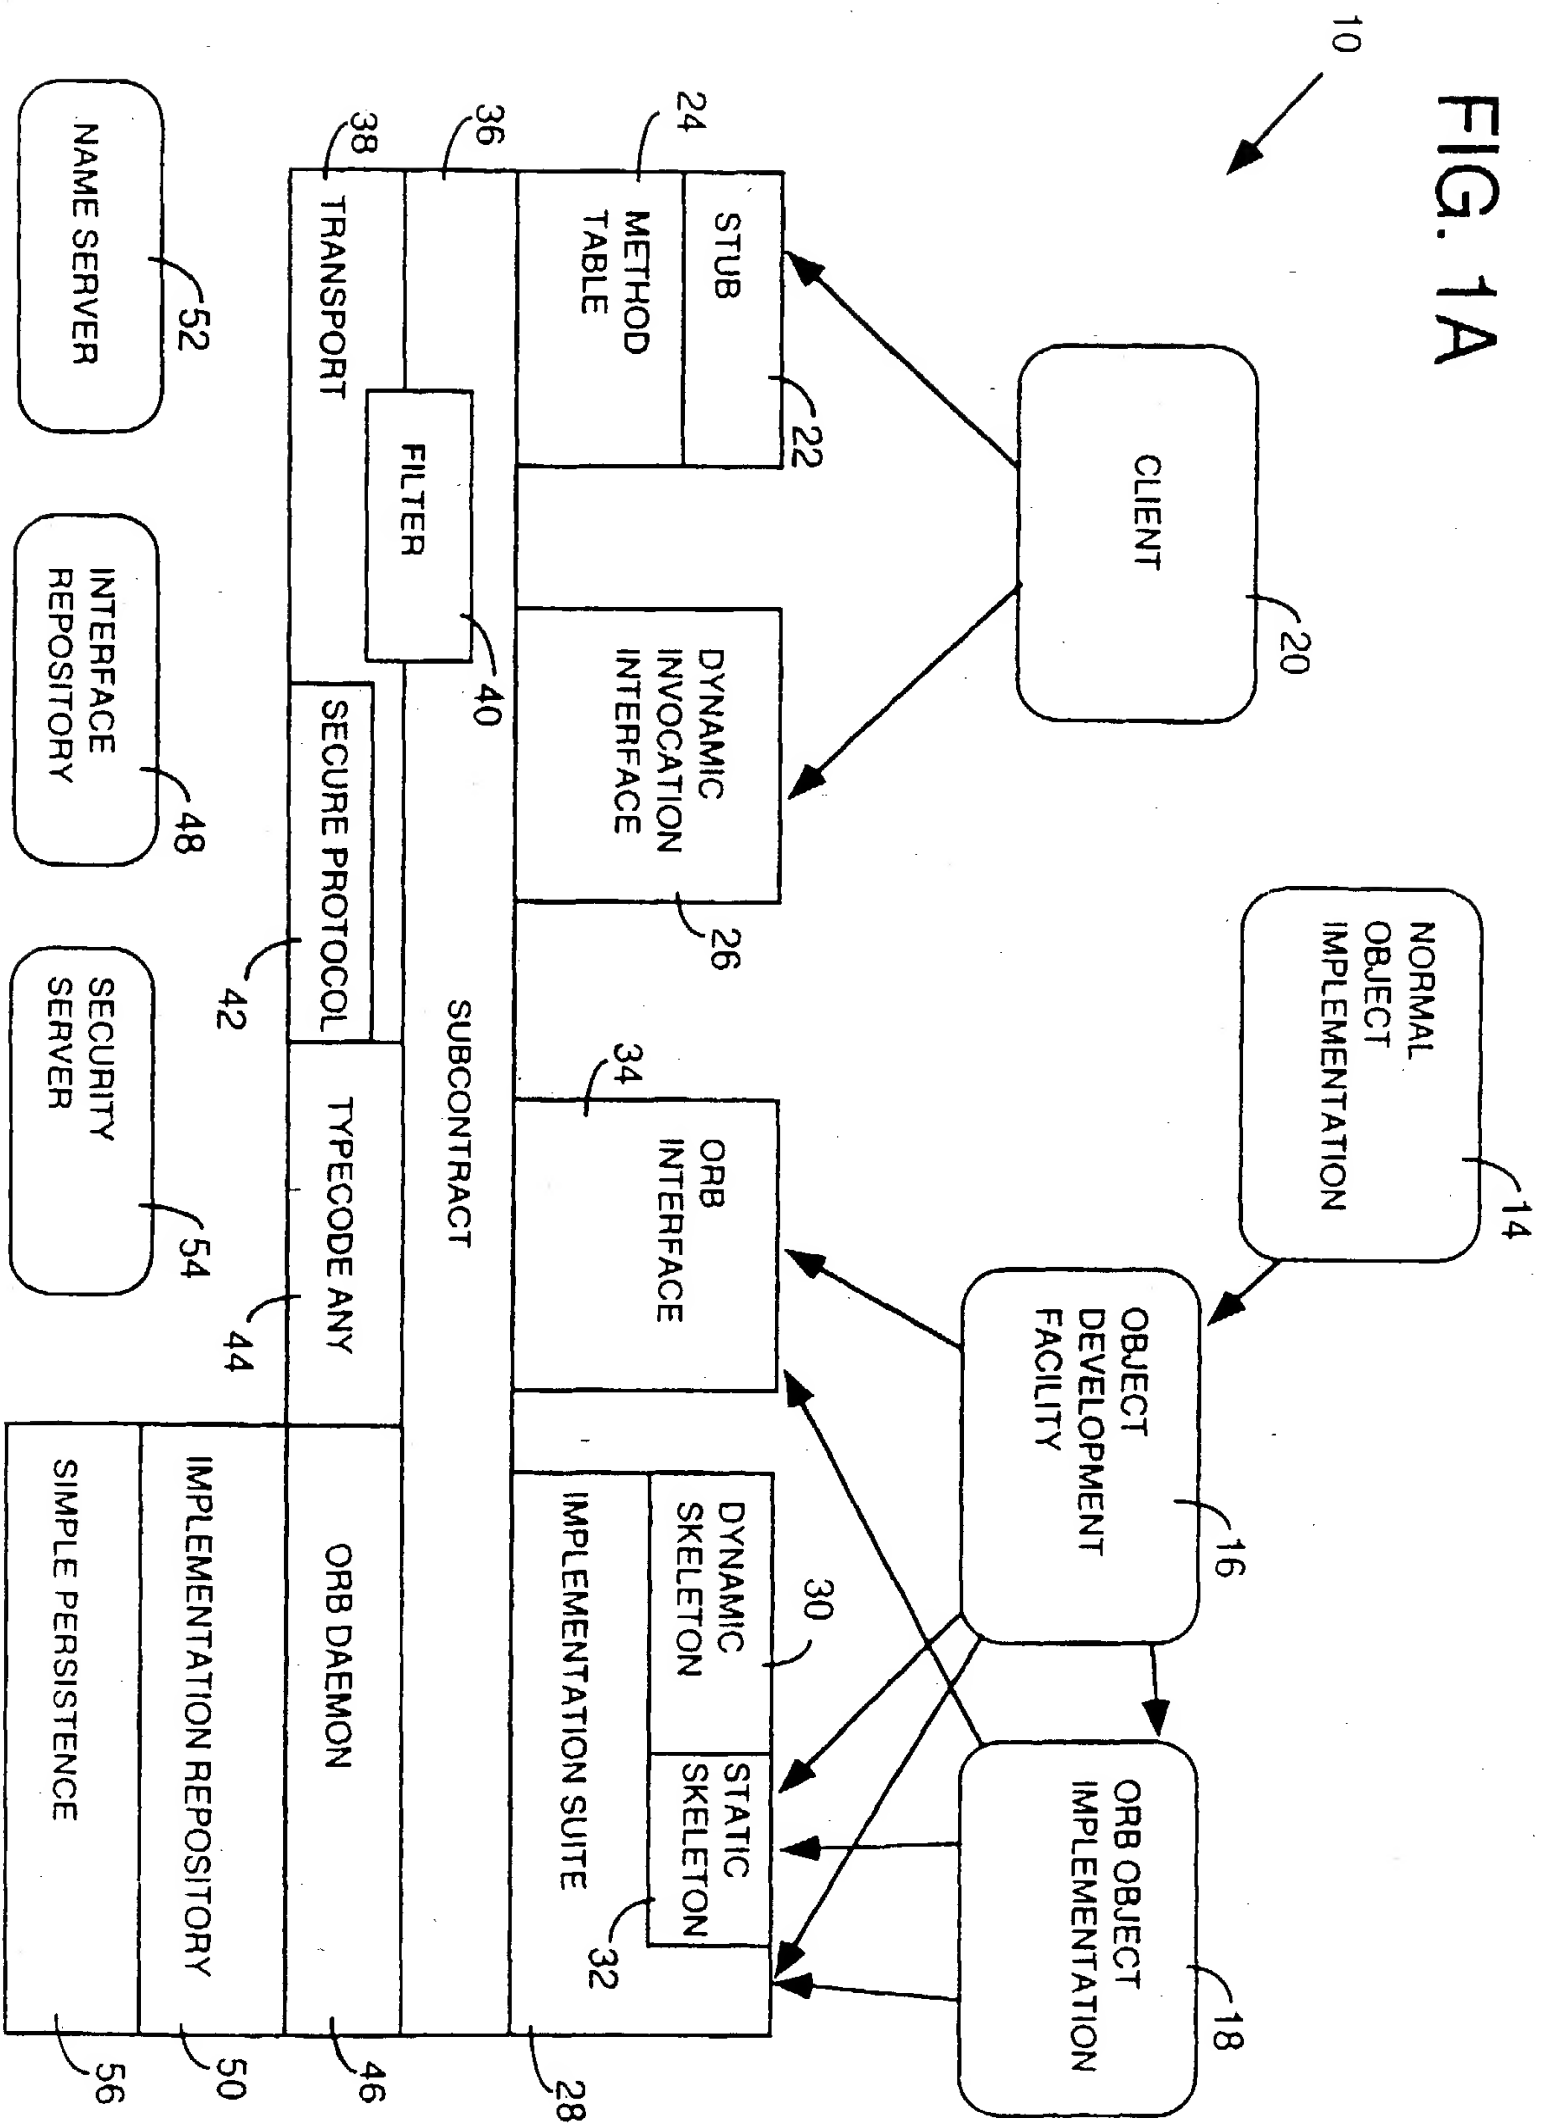 FIG. 1A
10
CLIENT
20
NORMAL
OBJECT
IMPLEMENTATION
14
OBJECT
DEVELOPMENT
FACILITY
16
ORB OBJECT
IMPLEMENTATION
18
STUB
22
24
METHOD
TABLE
DYNAMIC
INVOCATION
INTERFACE
26
ORB
INTERFACE
34
DYNAMIC
SKELETON
30
STATIC
SKELETON
32
IMPLEMENTATION SUITE
28
36
SUBCONTRACT
FILTER
40
38
TRANSPORT
SECURE PROTOCOL
42
TYPECODE ANY
44
ORB DAEMON
46
IMPLEMENTATION REPOSITORY
50
SIMPLE PERSISTENCE
56
NAME SERVER
52
INTERFACE
REPOSITORY
48
SECURITY
SERVER
54